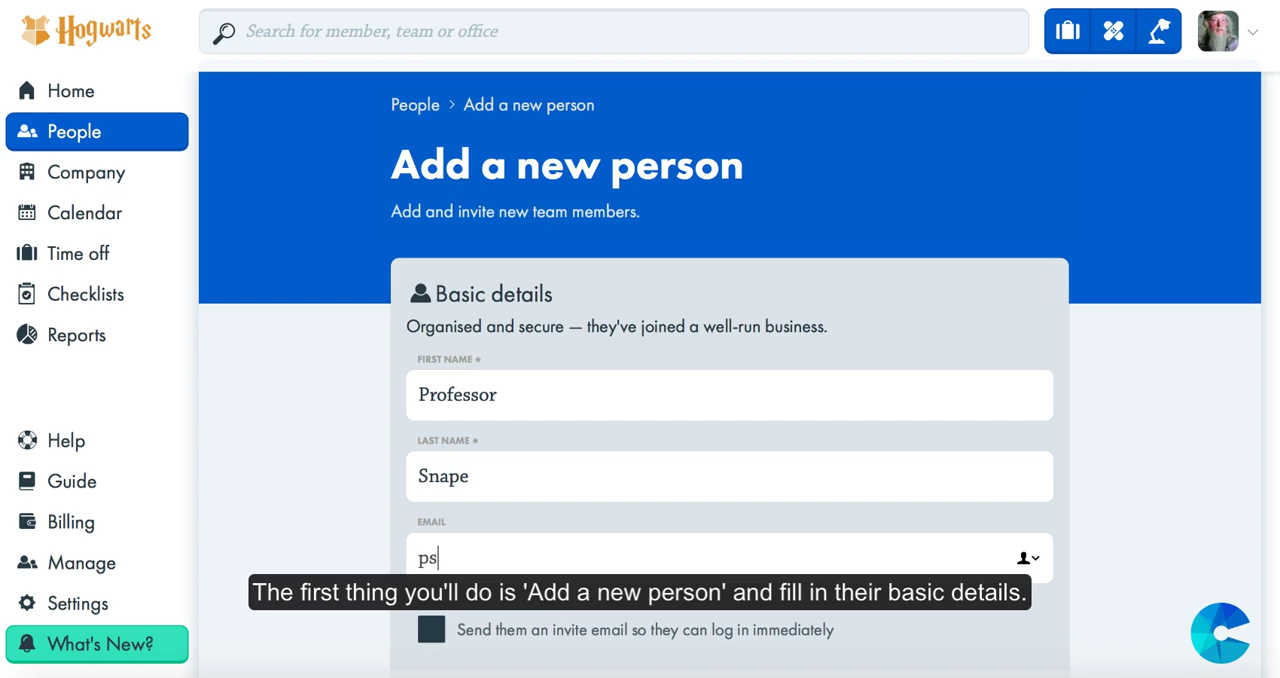 Hogwarts
Search for member, team or office
Home
People
Company
Calendar
Time off
Checklists
Reports
Help
Guide
Billing
Manage
Settings
What's New?
People > Add a new person
Add a new person
Add and invite new team members.
Basic details
Organised and secure — they've joined a well-run business.
FIRST NAME *
Professor
LAST NAME *
Snape
EMAIL
ps
The first thing you'll do is 'Add a new person' and fill in their basic details.
Send them an invite email so they can log in immediately